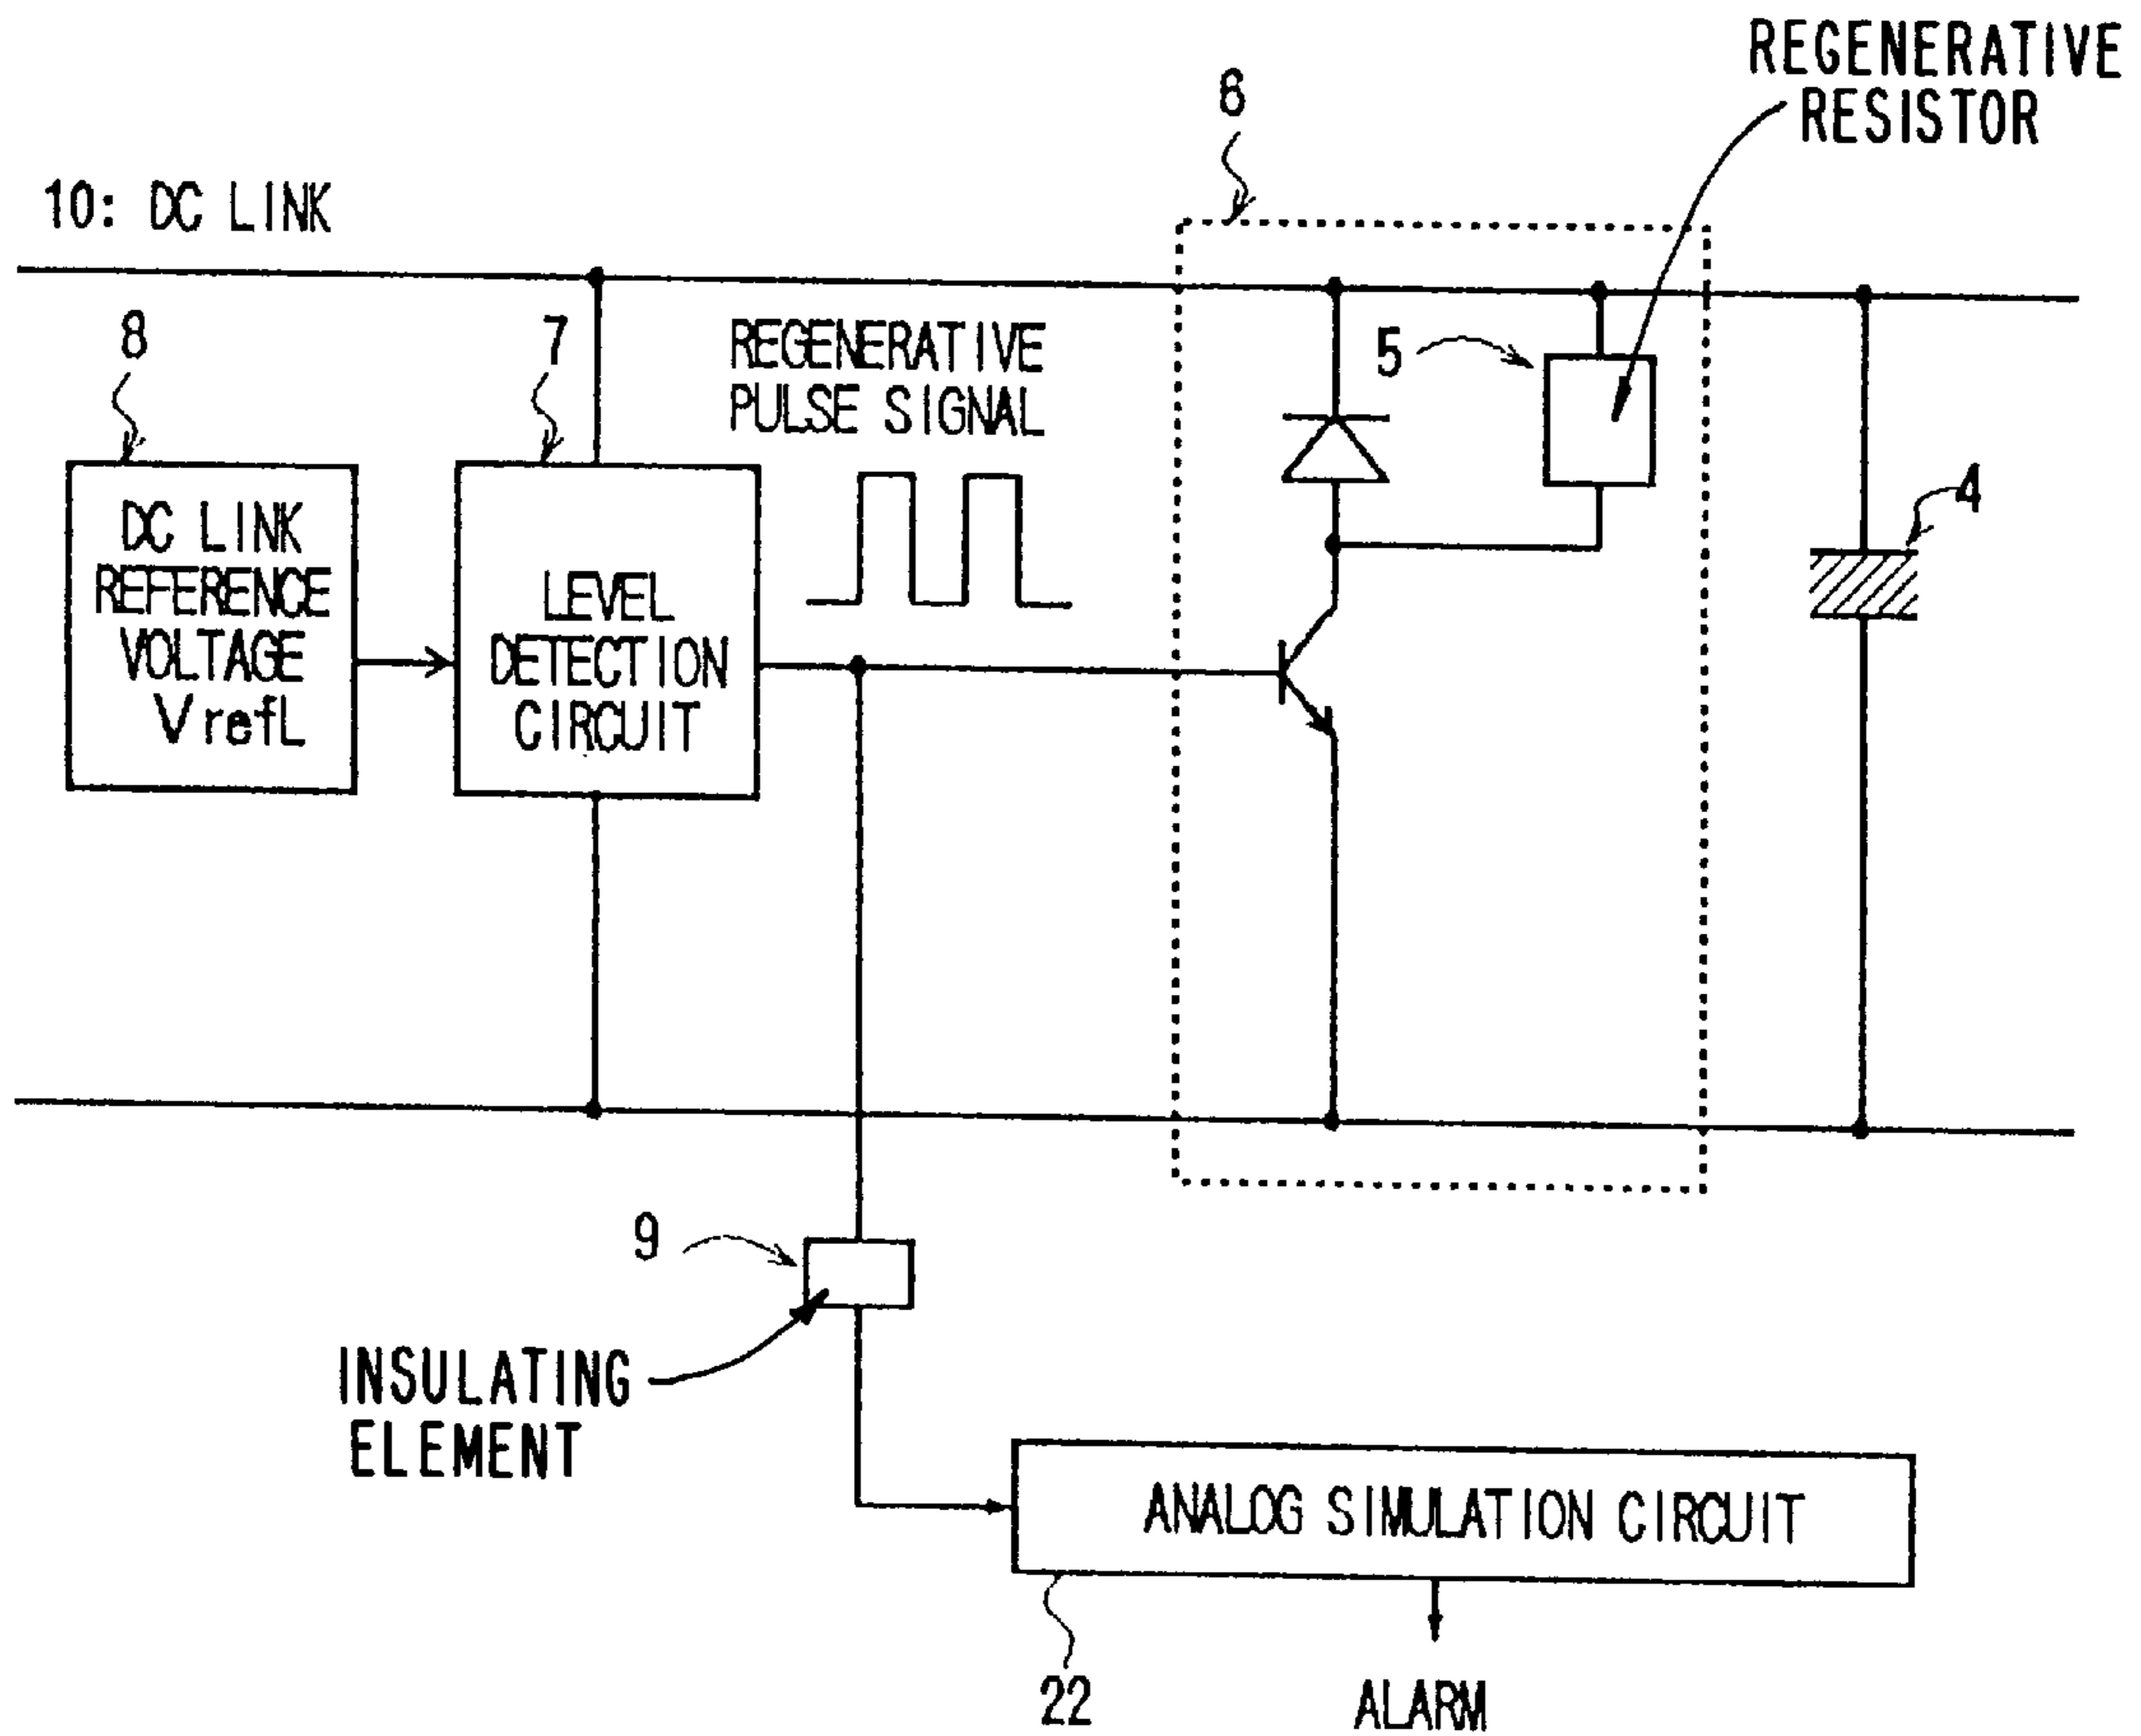 REGENERATIVE
RESISTOR
6
10: DC LINK
8
7
REGENERATIVE
PULSE SIGNAL
5
4
DC LINK
REFERENCE
VOLTAGE
VrefL
LEVEL
DETECTION
CIRCUIT
9
INSULATING
ELEMENT
ANALOG SIMULATION CIRCUIT
22
ALARM